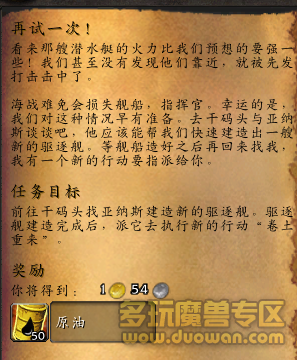 再试一次！
看来那艘潜水艇的火力比我们预想的要强一
些！我们甚至没有发现他们靠近，就被先发
打击击中了。
海战难免会损失舰船，指挥官。幸运的是，
我们对这种情况早有准备。去干码头与亚纳
斯谈谈吧，他应该能帮我们快速建造出一艘
新的驱逐舰。等舰船造好之后再回来找我，
我有一个新的行动要指派给你。
任务目标
前往干码头找亚纳斯建造新的驱逐舰。驱逐
舰建造完成后，派它去执行新的行动“卷土
重来”。
奖励
你将得到： 1 54
50 原油
多玩魔兽专区
www.duowan.com